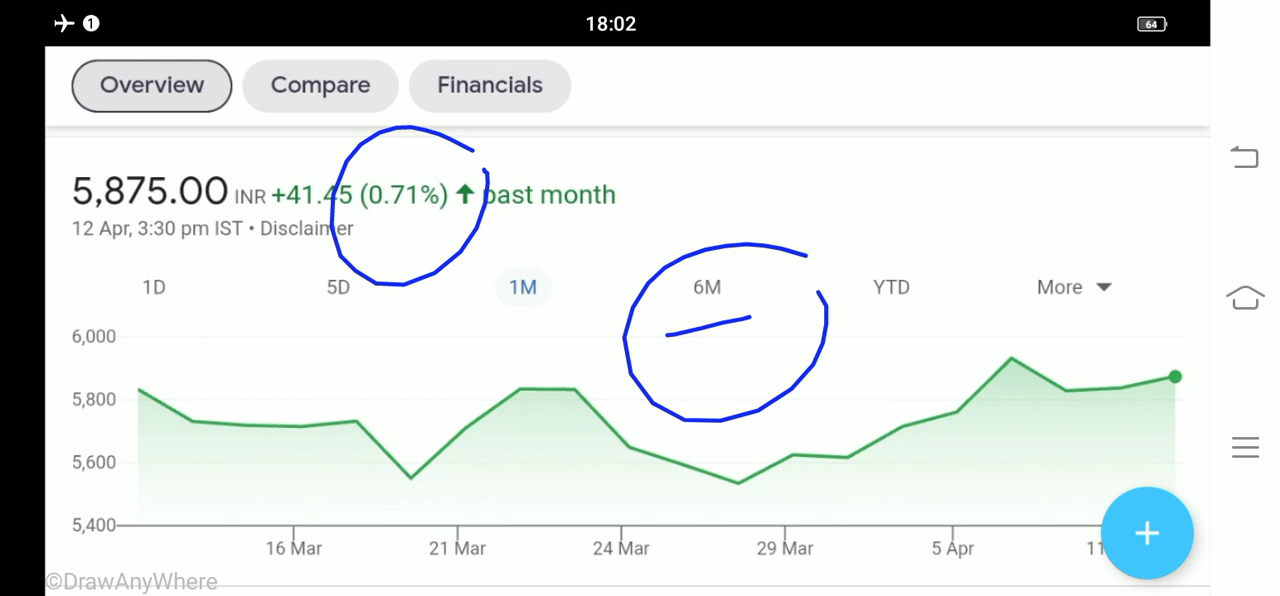 1 18:02 64
Overview Compare Financials
5,875.00 INR +41.45 (0.71%) past month
12 Apr, 3:30 pm IST • Disclaimer
1D 5D 1M 6M YTD More
6,000
5,800
5,600
5,400
16 Mar 21 Mar 24 Mar 29 Mar 5 Apr
©DrawAnyWhere